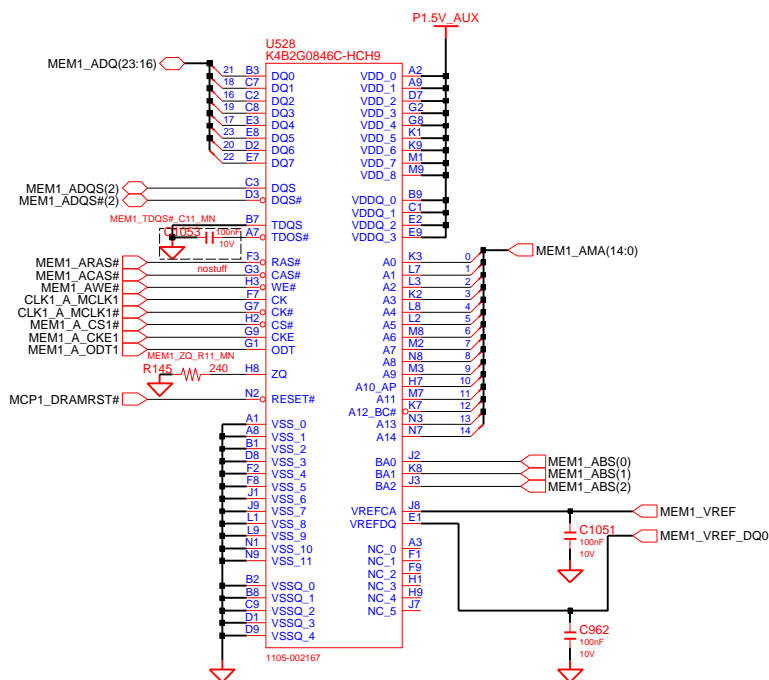 P1.5V_AUX
U528
K4B2G0846C-HCH9
MEM1_ADQ(23:16)
21 B3 DQ0
18 C7 DQ1
16 C2 DQ2
19 C8 DQ3
17 E3 DQ4
23 E8 DQ5
20 D2 DQ6
22 E7 DQ7
VDD_0 A2
VDD_1 A9
VDD_2 D7
VDD_3 G2
VDD_4 G8
VDD_5 K1
VDD_6 K9
VDD_7 M1
VDD_8 M9
MEM1_ADQS(2) C3 DQS
MEM1_ADQS#(2) D3 DQS#
VDDQ_0 B9
VDDQ_1 C1
VDDQ_2 E2
VDDQ_3 E9
MEM1_TDQS#_C11_MN
B7 TDQS
C1053 100nF A7 TDOS#
10V
nostuff
MEM1_ARAS# F3 RAS#
MEM1_ACAS# G3 CAS#
MEM1_AWE# H3 WE#
CLK1_A_MCLK1 F7 CK
CLK1_A_MCLK1# G7 CK#
MEM1_A_CS1# H2 CS#
MEM1_A_CKE1 G9 CKE
MEM1_A_ODT1 G1 ODT
MEM1_AMA(14:0)
A0 K3 0
A1 L7 1
A2 L3 2
A3 K2 3
A4 L8 4
A5 L2 5
A6 M8 6
A7 M2 7
A8 N8 8
A9 M3 9
A10_AP H7 10
A11 M7 11
A12_BC# K7 12
A13 N3 13
A14 N7 14
MEM1_ZQ_R11_MN
R145 240 H8 ZQ
MCP1_DRAMRST# N2 RESET#
A1 VSS_0
A8 VSS_1
B1 VSS_2
D8 VSS_3
F2 VSS_4
F8 VSS_5
J1 VSS_6
J9 VSS_7
L1 VSS_8
L9 VSS_9
N1 VSS_10
N9 VSS_11
BA0 J2 MEM1_ABS(0)
BA1 K8 MEM1_ABS(1)
BA2 J3 MEM1_ABS(2)
VREFCA J8 MEM1_VREF
VREFDQ E1
C1051
100nF
10V
MEM1_VREF_DQ0
NC_0 A3
NC_1 F1
NC_2 F9
NC_3 H1
NC_4 H9
NC_5 J7
B2 VSSQ_0
B8 VSSQ_1
C9 VSSQ_2
D1 VSSQ_3
D9 VSSQ_4
C962
100nF
10V
1105-002167